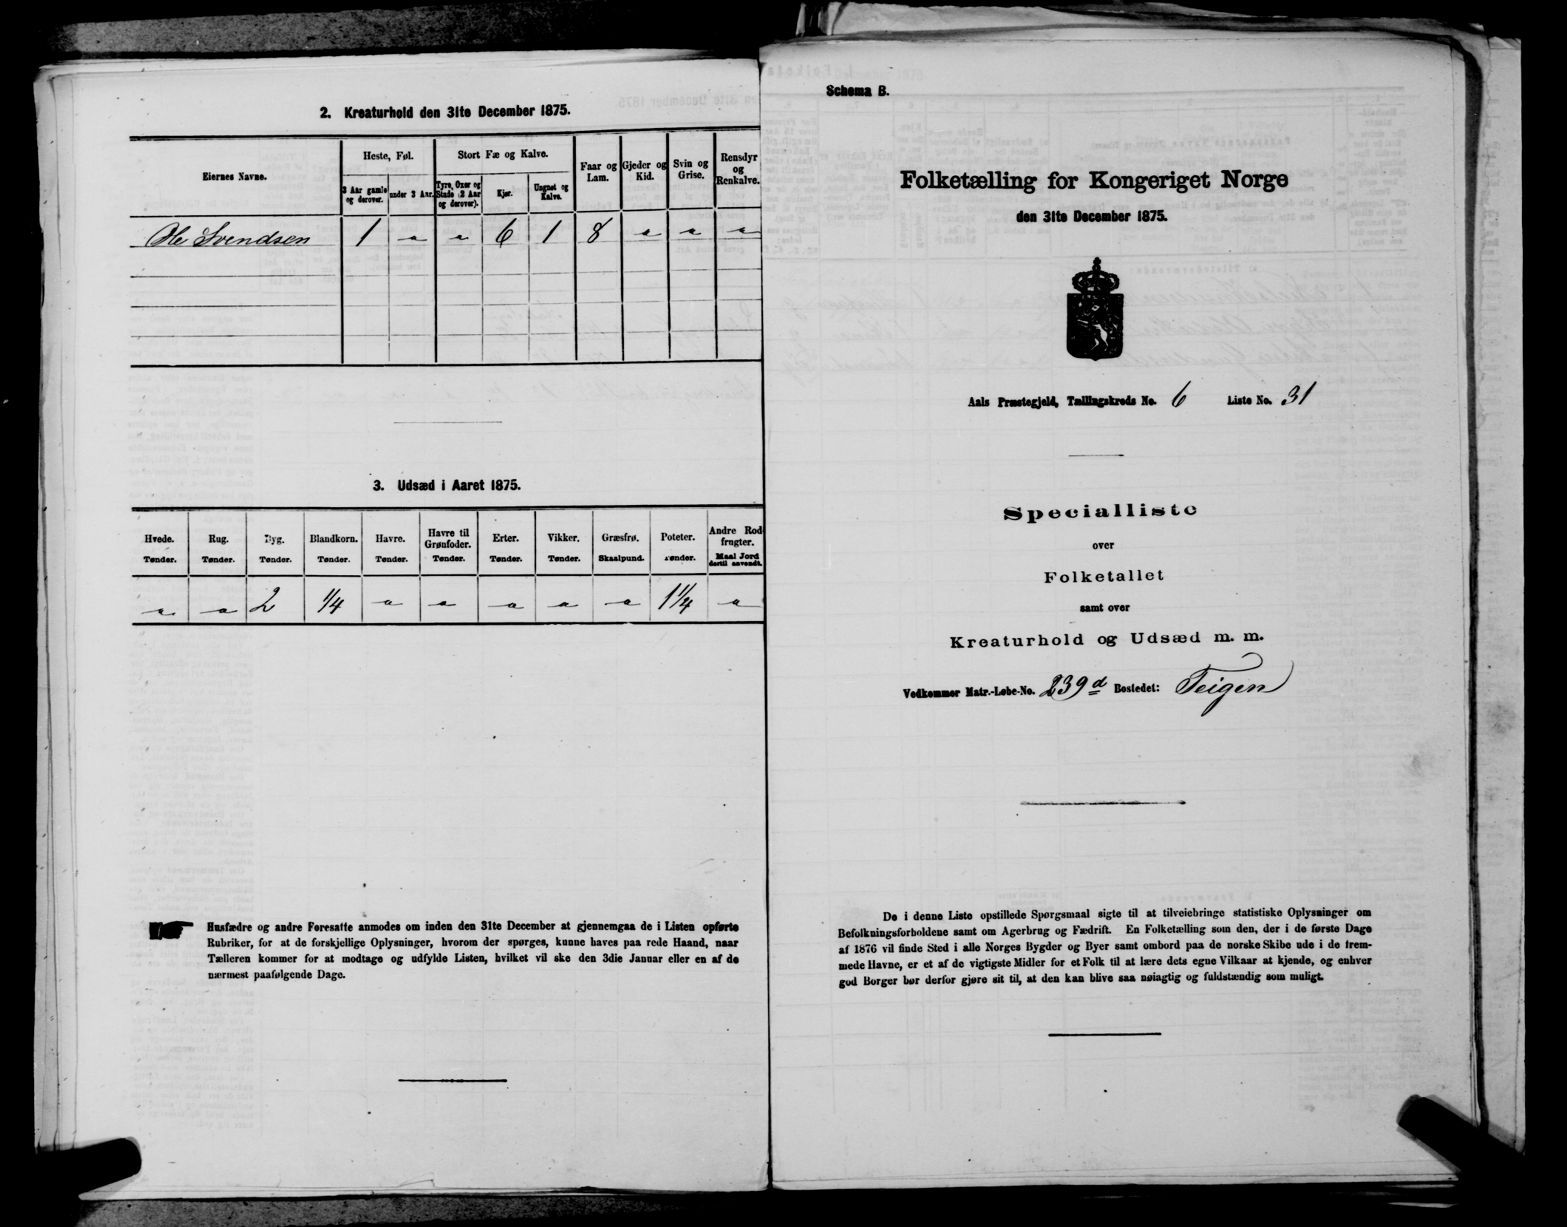 2. Kreaturhold den 31te December 1875.
Eiernes Navne.
Heste, Føl.
Stort Fæ og Kalve.
Faar og Lam.
Gjeder og Kid.
Svin og Grise.
Rensdyr og Renkalve.
3 Aar gamle og derover.
under 3 Aar.
Tyre, Oxer og Stude (2 Aar og derover).
Kjør.
Ungnet og Kalve.
Ole Svendsen 1 " " 6 1 8 " " "
3. Udsæd i Aaret 1875.
Hvede. Rug. Byg. Blandkorn. Havre. Havre til Grønfoder. Erter. Vikker. Græsfrø. Poteter. Andre Rodfrugter.
Tønder. Tønder. Tønder. Tønder. Tønder. Tønder. Tønder. Tønder. Skaalpund. Tønder. Maal Jord dertil anvendt.
" " 2 1/4 " " " " " 1 1/4 "
Husfædre og andre Foresatte anmodes om inden den 31te December at gjennemgaa de i Listen opførte
Rubriker, for at de forskjellige Oplysninger, hvorom der spørges, kunne haves paa rede Haand, naar
Tælleren kommer for at modtage og udfylde Listen, hvilket vil ske den 3die Januar eller en af de
nærmest paafølgende Dage.
Schema B.
Folketælling for Kongeriget Norge
den 31te December 1875.
Aals Præstegjeld, Tællingskreds No. 6 Liste No. 31
Specialliste
over
Folketallet
samt over
Kreaturhold og Udsæd m. m.
Vedkommer Matr.-Løbe-No. 239d Bostedet: Teigen
De i denne Liste opstillede Spørgsmaal sigte til at tilveiebringe statistiske Oplysninger om
Befolkningsforholdene samt om Agerbrug og Fædrift. En Folketælling som den, der i de første Dage
af 1876 vil finde Sted i alle Norges Bygder og Byer samt ombord paa de norske Skibe ude i de frem-
mede Havne, er et af de vigtigste Midler for et Folk til at lære dets egne Vilkaar at kjende, og enhver
god Borger bør derfor gjøre sit til, at den kan blive saa nøiagtig og fuldstændig som muligt.